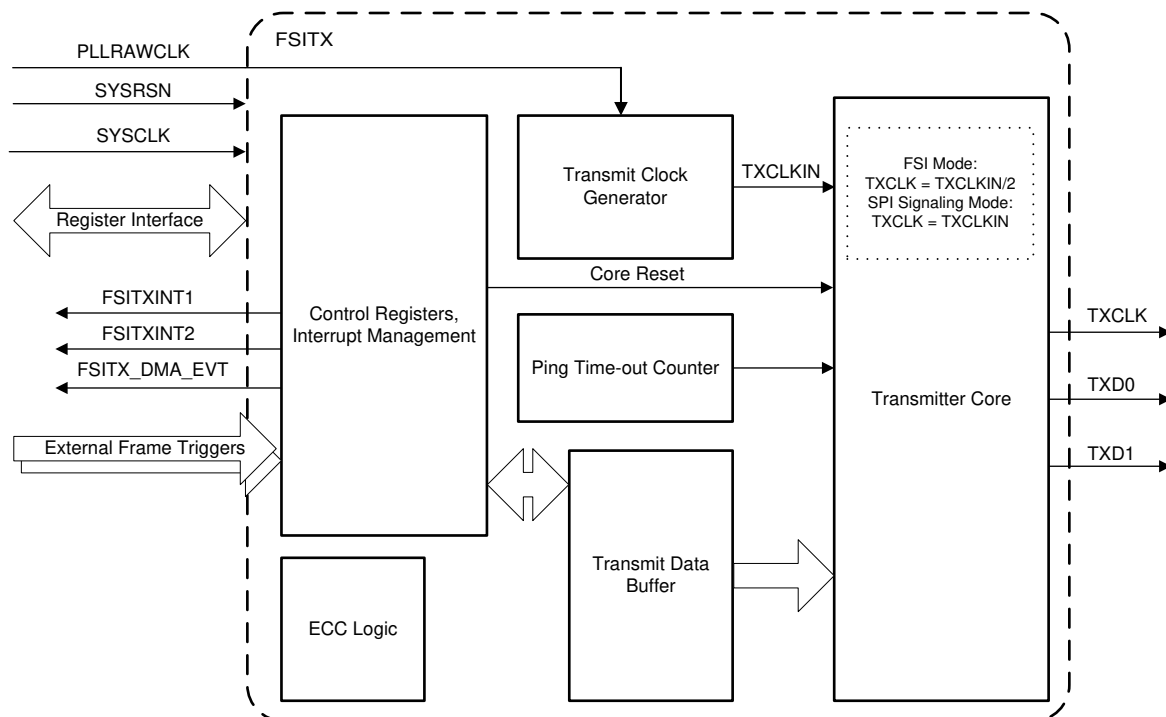 FSITX
PLLRAWCLK
SYSRSN
SYSCLK
Register Interface
FSITXINT1
FSITXINT2
FSITX_DMA_EVT
External Frame Triggers
Control Registers,
Interrupt Management
ECC Logic
Transmit Clock
Generator
TXCLKIN
Core Reset
Ping Time-out Counter
Transmit Data
Buffer
FSI Mode:
TXCLK = TXCLKIN/2
SPI Signaling Mode:
TXCLK = TXCLKIN
Transmitter Core
TXCLK
TXD0
TXD1